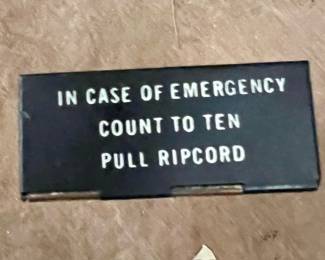 IN CASE OF EMERGENCY
COUNT TO TEN
PULL RIPCORD